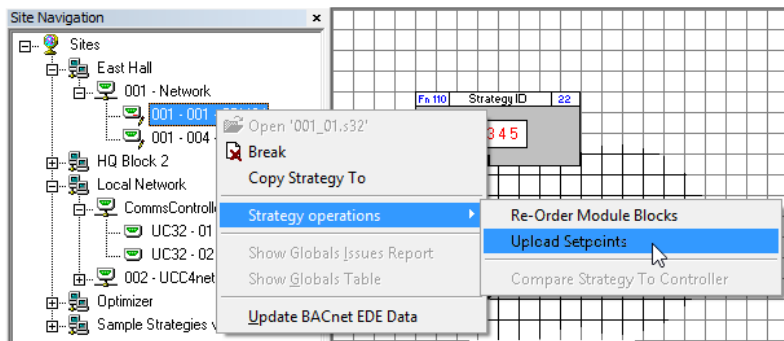 Site Navigation x
Sites
East Hall
001 - Network
001 - 001 -
001 - 004 -
HQ Block 2
Local Network
CommsControlle
UC32 - 01
UC32 - 02
002 - UCC4net
Optimizer
Sample Strategies v
Fn 110 Strategy ID 22
3 4 5
Open '001_01.s32'
Break
Copy Strategy To
Strategy operations
Show Globals Issues Report
Show Globals Table
Update BACnet EDE Data
Re-Order Module Blocks
Upload Setpoints
Compare Strategy To Controller